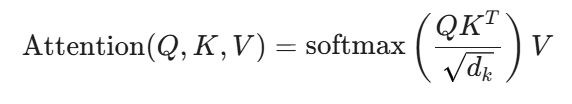 Attention(Q, K, V) = softmax(QK^T / √d_k)V